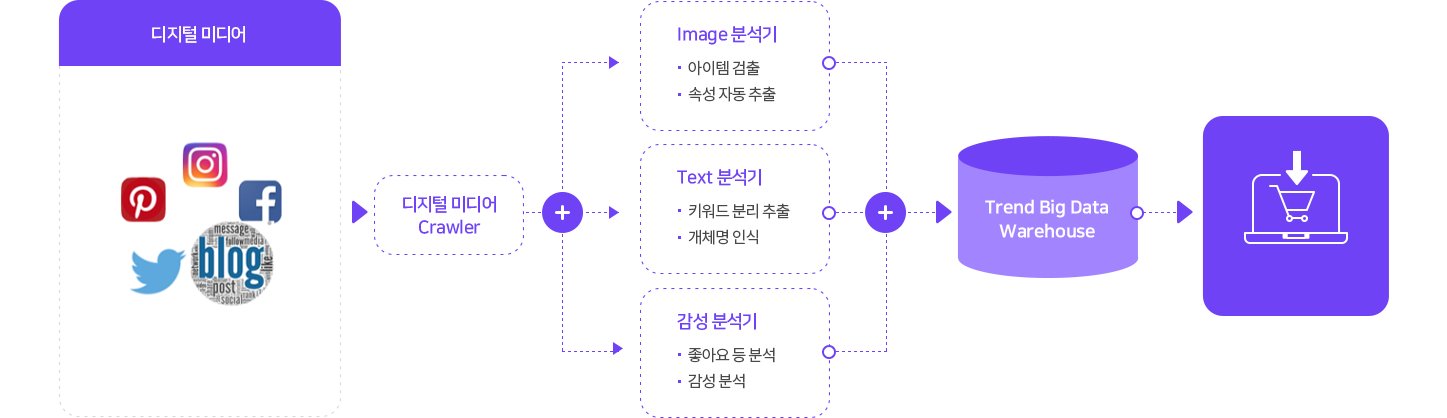 디지털 미디어
message
follow media
network
blog
like
post
social
rank
디지털 미디어
Crawler
Image 분석기
· 아이템 검출
· 속성 자동 추출
Text 분석기
· 키워드 분리 추출
· 개체명 인식
감성 분석기
· 좋아요 등 분석
· 감성 분석
Trend Big Data
Warehouse